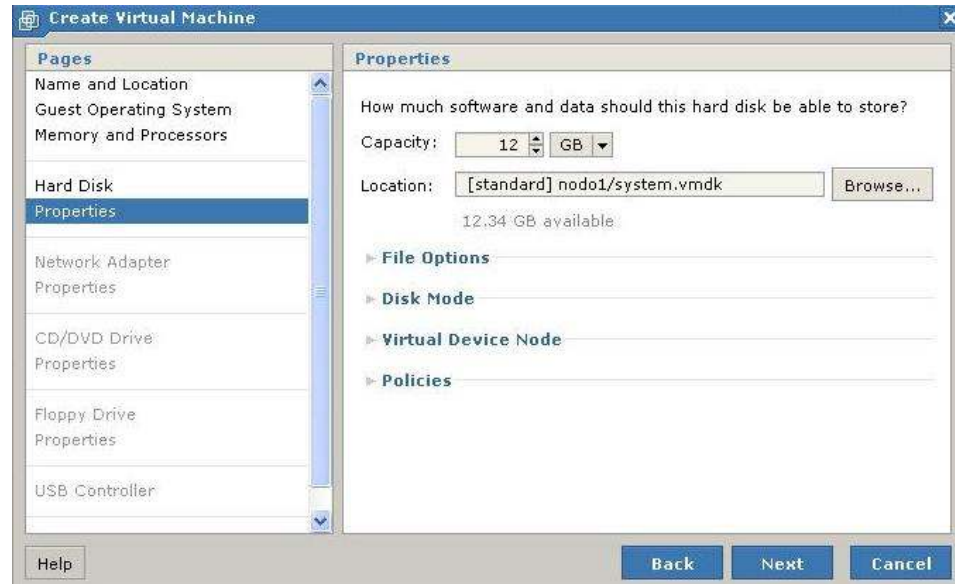 Create Virtual Machine
Pages
Name and Location
Guest Operating System
Memory and Processors
Hard Disk
Properties
Network Adapter
Properties
CD/DVD Drive
Properties
Floppy Drive
Properties
USB Controller
Properties
How much software and data should this hard disk be able to store?
Capacity: 12 GB
Location: [standard] nodo1/system.vmdk Browse...
12.34 GB available
File Options
Disk Mode
Virtual Device Node
Policies
Help Back Next Cancel